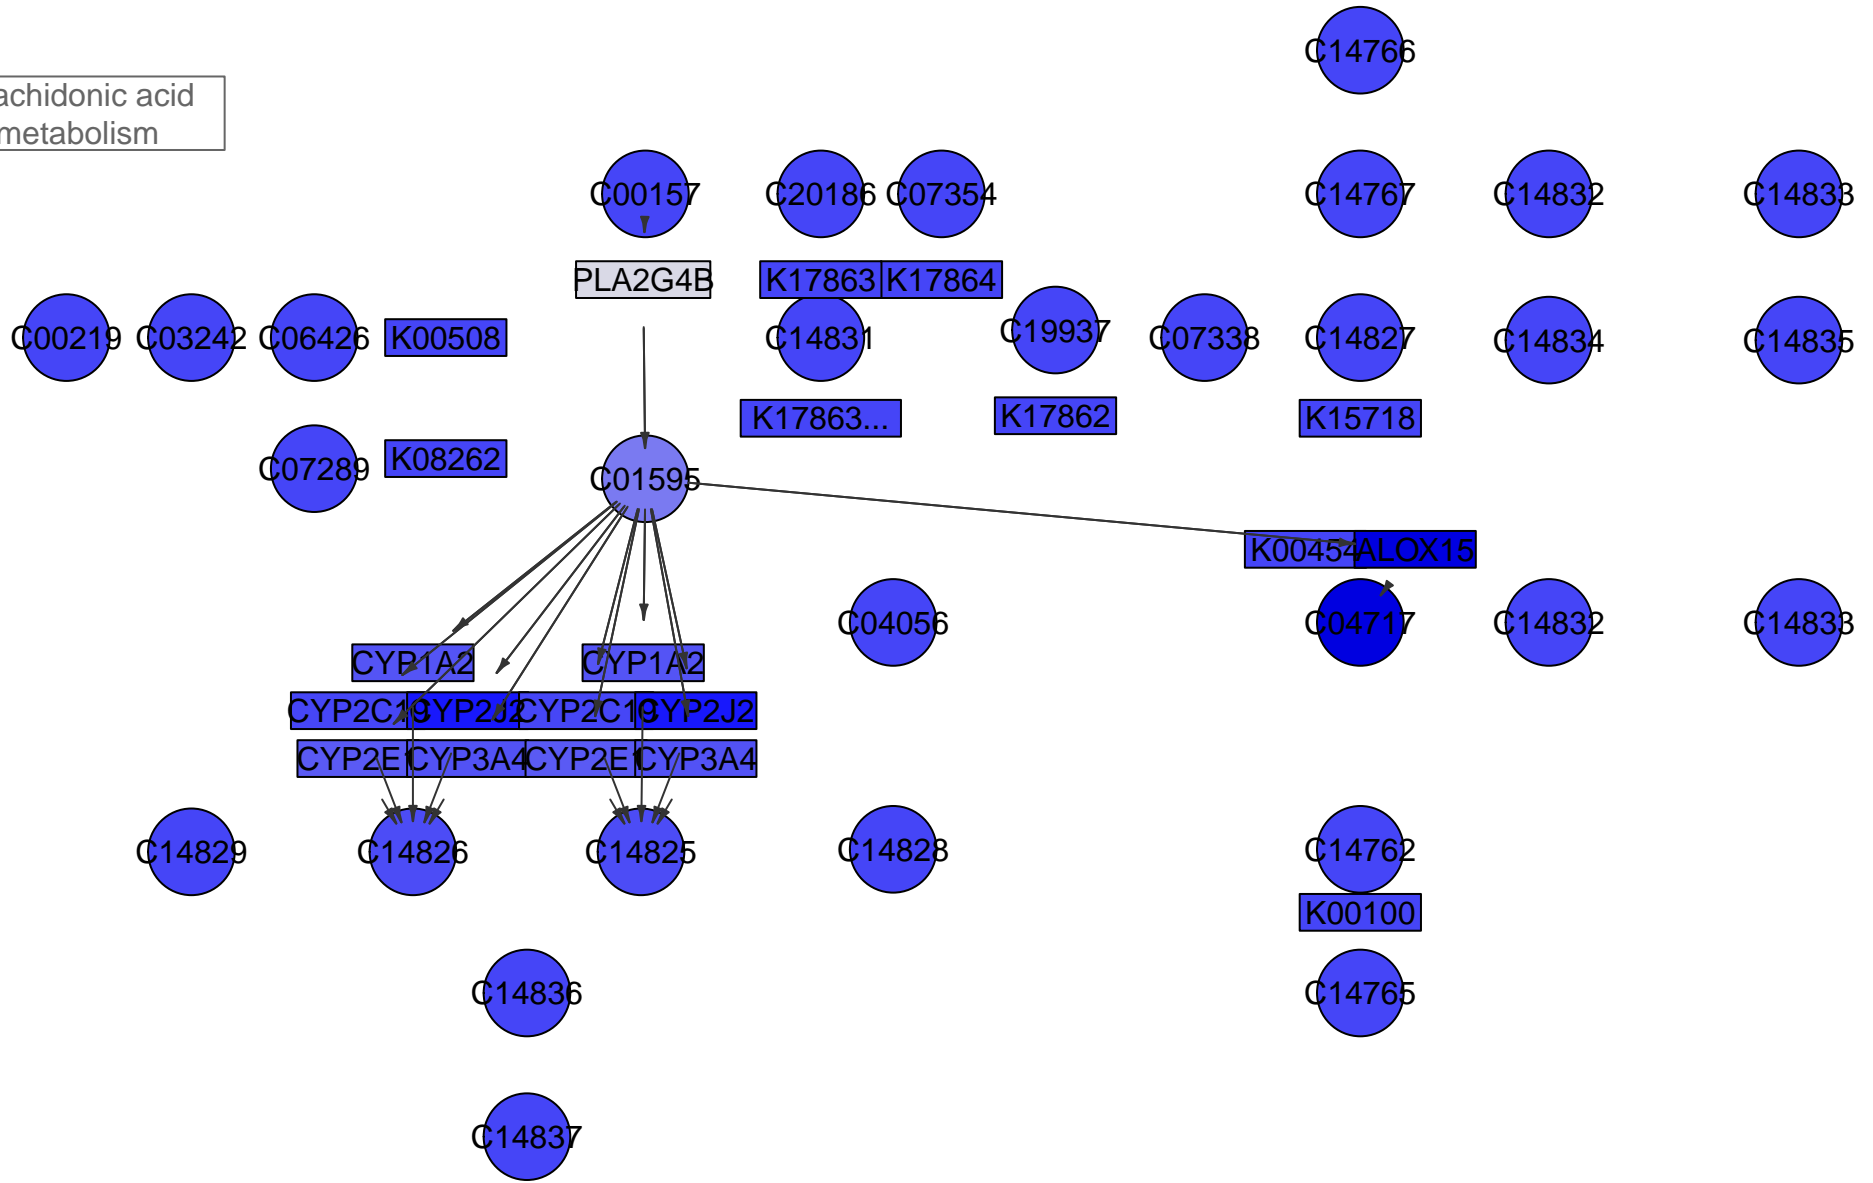 C14766
achidonic acid
metabolism
C00157
C20186
C07354
C14767
C14832
C14833
PLA2G4B
K17863
K17864
C00219
C03242
C06426
K00508
C14831
C19937
C07338
C14827
C14834
C14835
K17863...
K17862
K15718
C07289
K08262
C01595
K00454
ALOX15
C04056
C04717
C14832
C14833
CYP1A2
CYP1A2
CYP2C19
CYP2J2
CYP2C19
CYP2J2
CYP2E1
CYP3A4
CYP2E1
CYP3A4
C14829
C14826
C14825
C14828
C14762
K00100
C14836
C14765
C14837